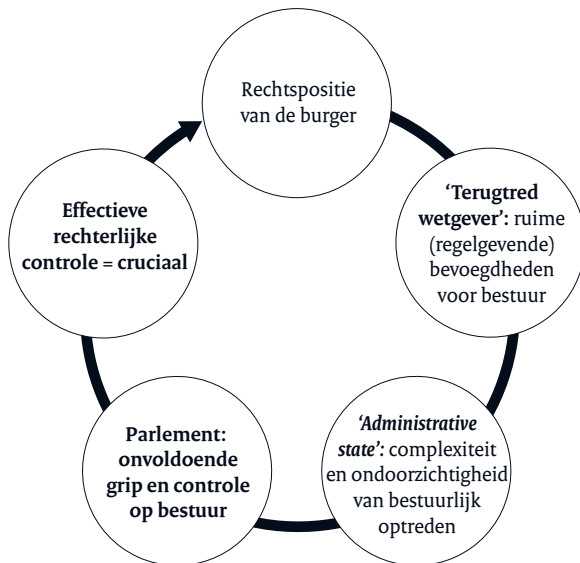 Rechtspositie
van de burger
‘Terugtred
wetgever’: ruime
(regelgevende)
bevoegdheden
voor bestuur
‘Administrative
state’: complexiteit
en ondoorzichtigheid
van bestuurlijk
optreden
Parlement:
onvoldoende
grip en controle
op bestuur
Effectieve
rechterlijke
controle = cruciaal